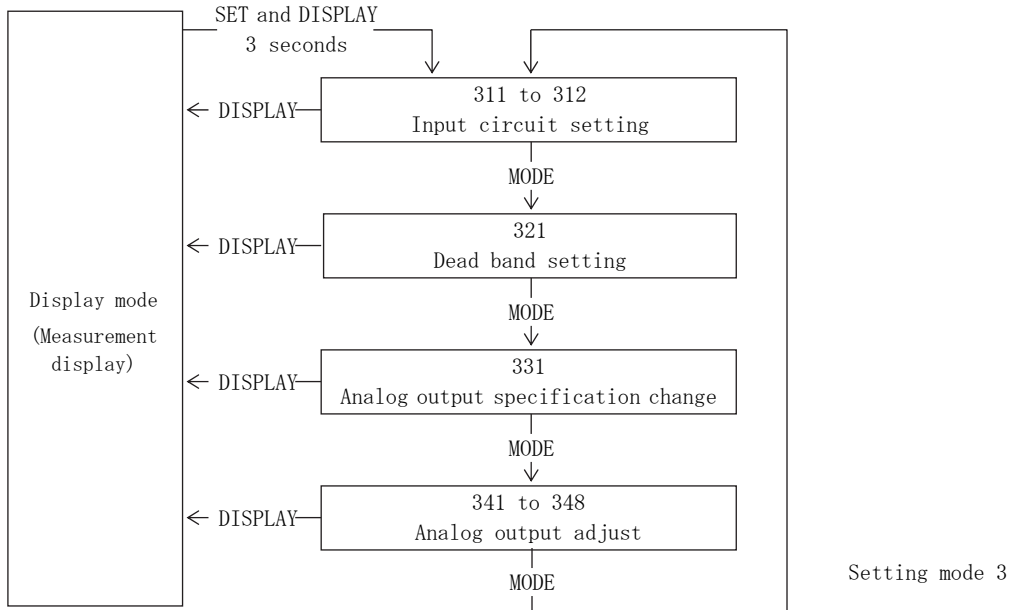 SET and DISPLAY
3 seconds
311 to 312
Input circuit setting
DISPLAY
MODE
321
Dead band setting
DISPLAY
MODE
Display mode
(Measurement
display)
331
Analog output specification change
DISPLAY
MODE
341 to 348
Analog output adjust
DISPLAY
MODE
Setting mode 3